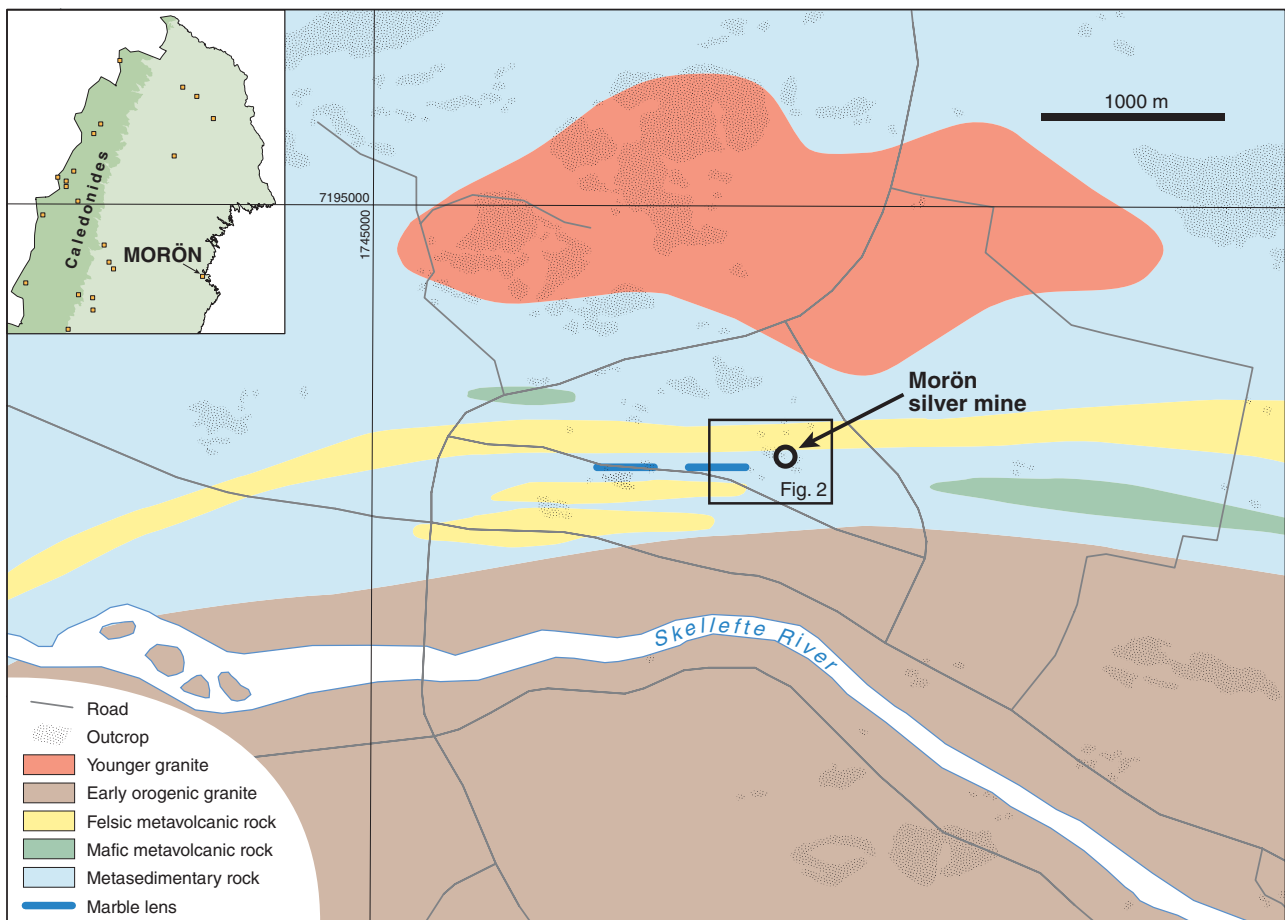 Caledonides
MORÖN
1000 m
7195000
1745000
Morön
silver mine
Fig. 2
Skellefte River
Road
Outcrop
Younger granite
Early orogenic granite
Felsic metavolcanic rock
Mafic metavolcanic rock
Metasedimentary rock
Marble lens